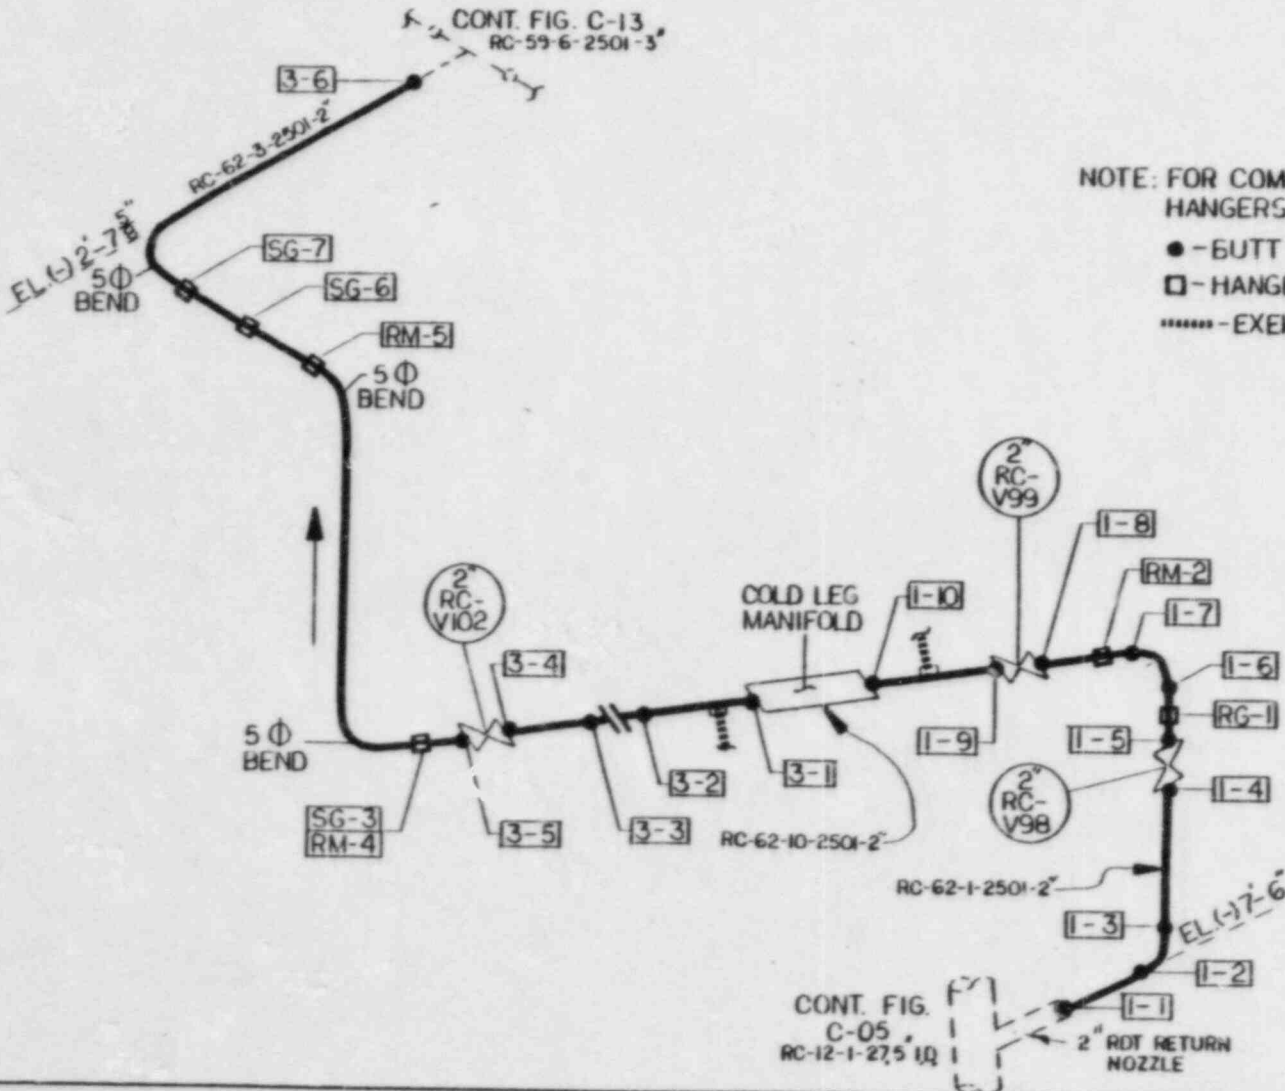 CONT. FIG. C-13
RC-59-6-2501-3"
3-6
RC-62-3-2501-2"
NOTE: FOR COM
HANGERS
- BUTT
- HANG
- EXE
EL.(-) 2'-7
5Φ
BEND
SG-7
SG-6
RM-5
5Φ
BEND
2"
RC-
V99
1-8
RM-2
1-7
1-6
RG-1
2"
RC-
V102
3-4
COLD LEG
MANIFOLD
1-10
5Φ
BEND
SG-3
RM-4
3-5
3-3
3-2
3-1
1-9
1-5
2"
RC-
V98
1-4
RC-62-10-2501-2"
RC-62-1-2501-2"
1-3
EL.(-)7'-6"
1-2
1-1
CONT. FIG.
C-05
RC-12-1-27.5" ID
2" RDT RETURN
NOZZLE